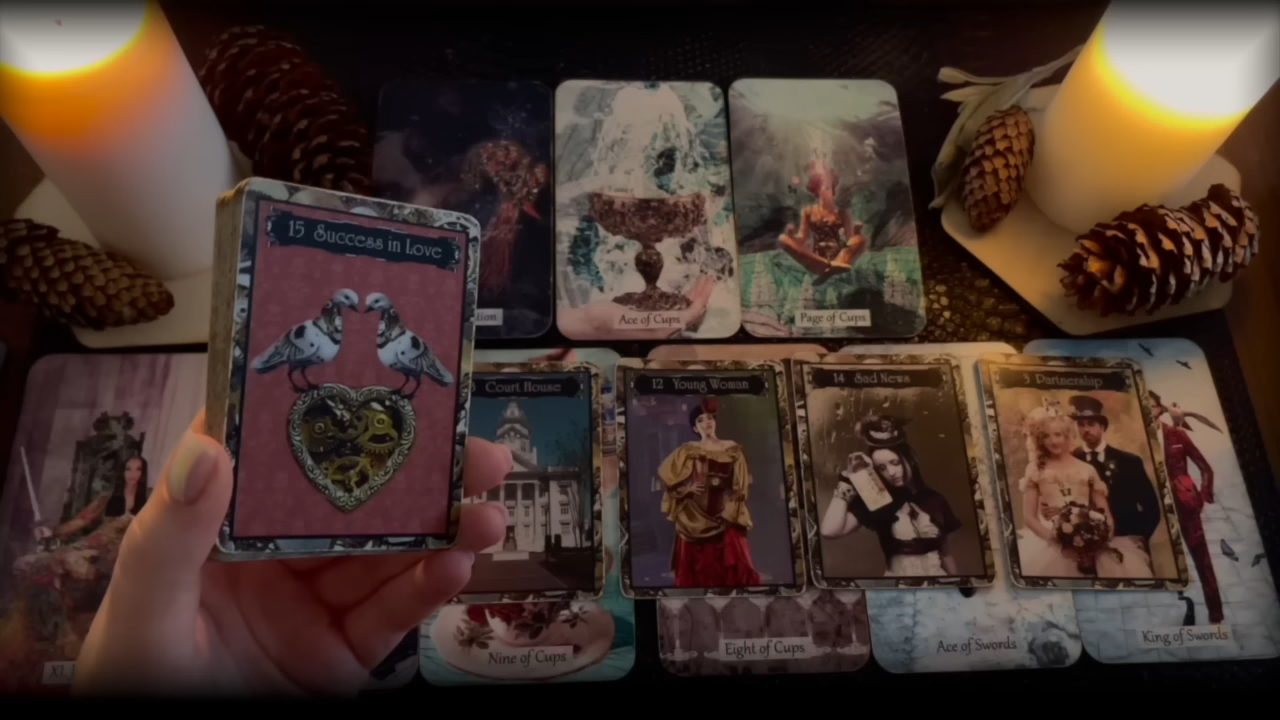 15 Success in Love
Ace of Cups
Page of Cups
Court House
12 Young Woman
14 Sad News
3 Partnership
Nine of Cups
Eight of Cups
Ace of Swords
King of Swords